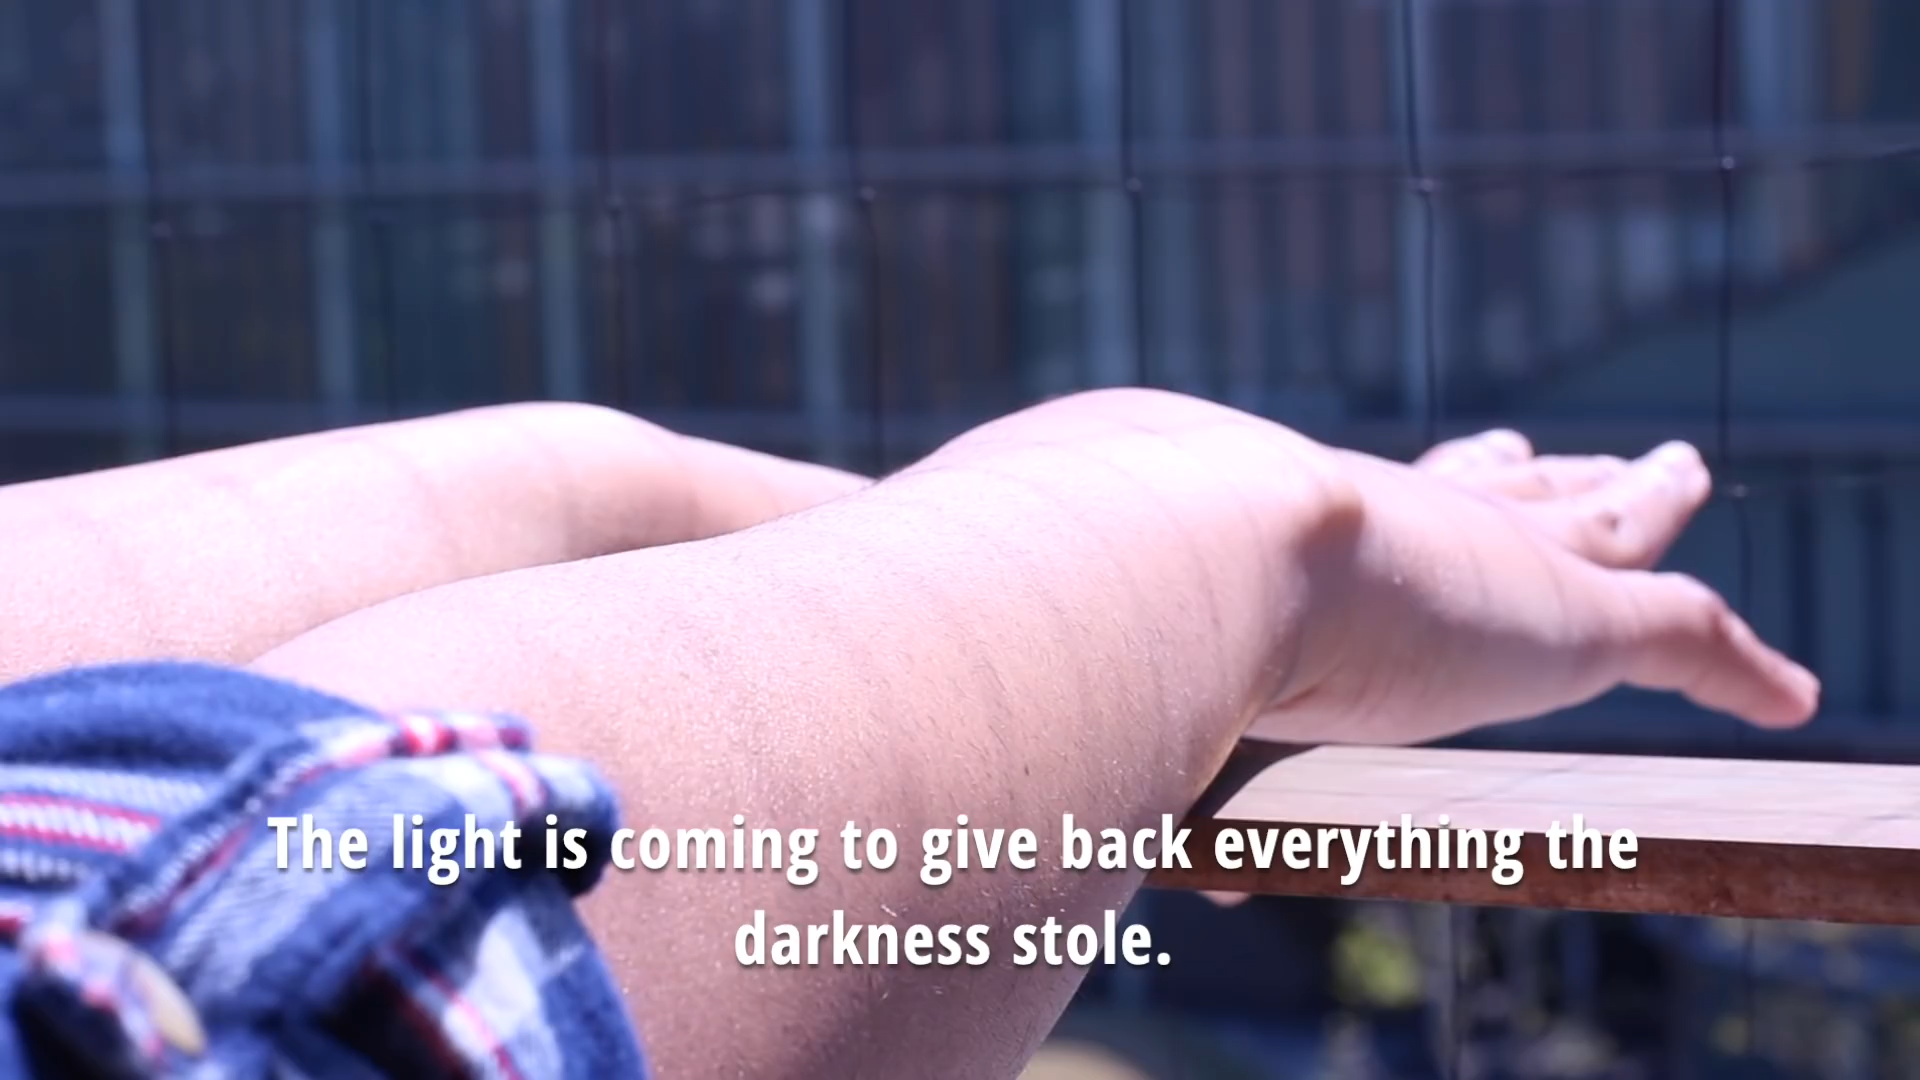 The light is coming to give back everything the
darkness stole.